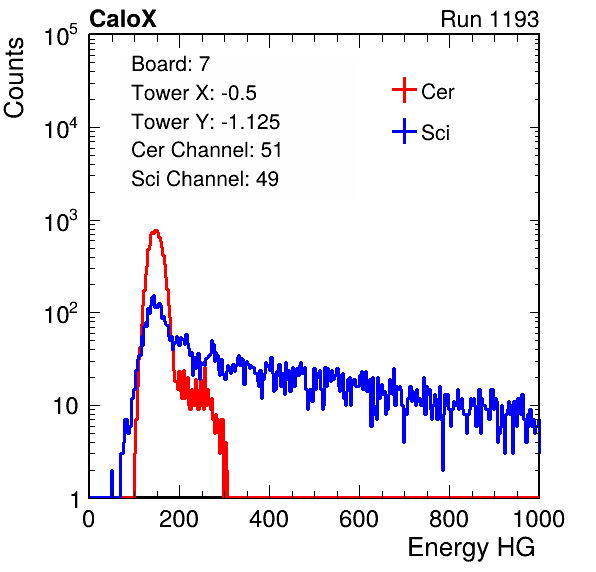 CaloX Run 1193
Counts
Board: 7
Tower X: -0.5
Tower Y: -1.125
Cer Channel: 51
Sci Channel: 49
Cer
Sci
10^5
10^4
10^3
10^2
10
1
0 200 400 600 800 1000
Energy HG